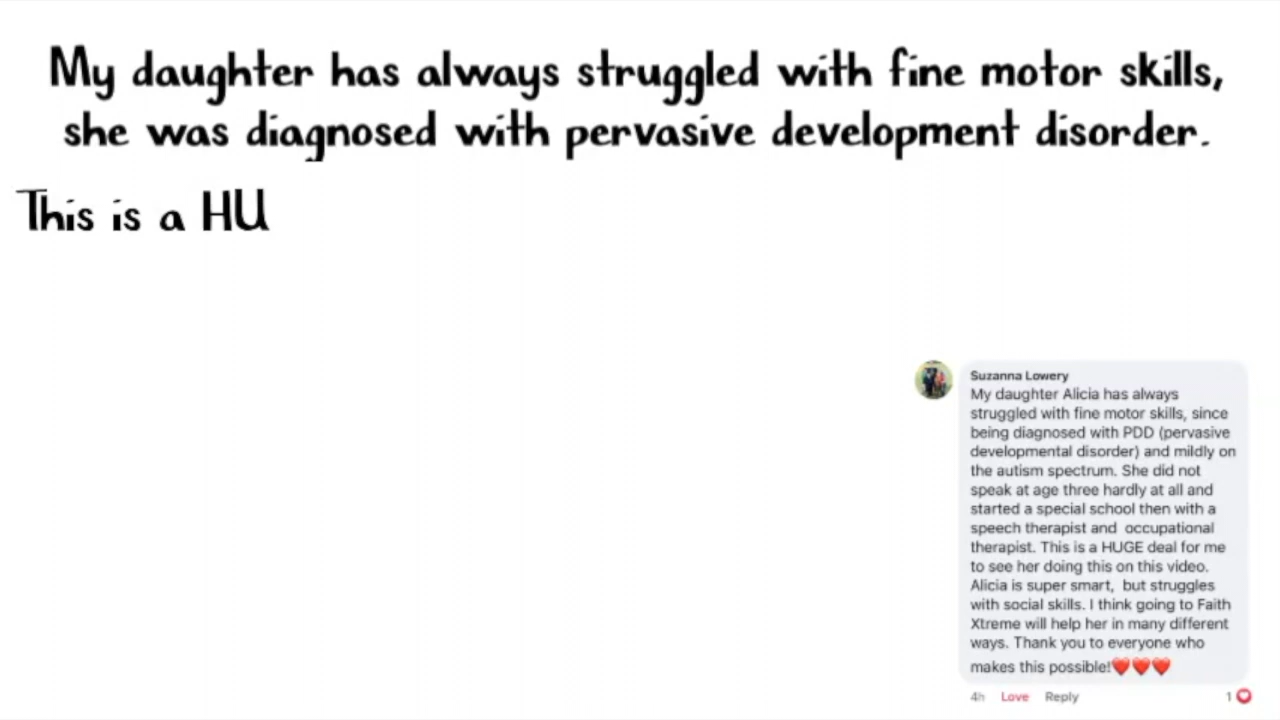 My daughter has always struggled with fine motor skills,
she was diagnosed with pervasive development disorder.
This is a HU
Suzanna Lowery
My daughter Alicia has always
struggled with fine motor skills, since
being diagnosed with PDD (pervasive
developmental disorder) and mildly on
the autism spectrum. She did not
speak at age three hardly at all and
started a special school then with a
speech therapist and occupational
therapist. This is a HUGE deal for me
to see her doing this on this video.
Alicia is super smart, but struggles
with social skills. I think going to Faith
Xtreme will help her in many different
ways. Thank you to everyone who
makes this possible!❤️❤️❤️
4h Love Reply 1